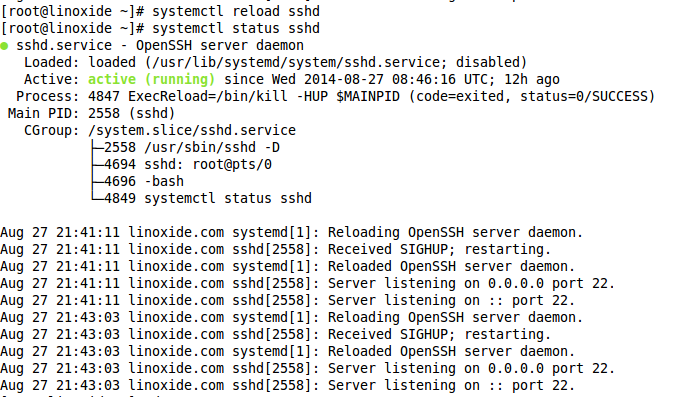 [root@linoxide ~]# systemctl reload sshd
[root@linoxide ~]# systemctl status sshd
● sshd.service - OpenSSH server daemon
   Loaded: loaded (/usr/lib/systemd/system/sshd.service; disabled)
   Active: active (running) since Wed 2014-08-27 08:46:16 UTC; 12h ago
  Process: 4847 ExecReload=/bin/kill -HUP $MAINPID (code=exited, status=0/SUCCESS)
 Main PID: 2558 (sshd)
   CGroup: /system.slice/sshd.service
           ├─2558 /usr/sbin/sshd -D
           ├─4694 sshd: root@pts/0
           ├─4696 -bash
           └─4849 systemctl status sshd

Aug 27 21:41:11 linoxide.com systemd[1]: Reloading OpenSSH server daemon.
Aug 27 21:41:11 linoxide.com sshd[2558]: Received SIGHUP; restarting.
Aug 27 21:41:11 linoxide.com systemd[1]: Reloaded OpenSSH server daemon.
Aug 27 21:41:11 linoxide.com sshd[2558]: Server listening on 0.0.0.0 port 22.
Aug 27 21:41:11 linoxide.com sshd[2558]: Server listening on :: port 22.
Aug 27 21:43:03 linoxide.com systemd[1]: Reloading OpenSSH server daemon.
Aug 27 21:43:03 linoxide.com sshd[2558]: Received SIGHUP; restarting.
Aug 27 21:43:03 linoxide.com systemd[1]: Reloaded OpenSSH server daemon.
Aug 27 21:43:03 linoxide.com sshd[2558]: Server listening on 0.0.0.0 port 22.
Aug 27 21:43:03 linoxide.com sshd[2558]: Server listening on :: port 22.